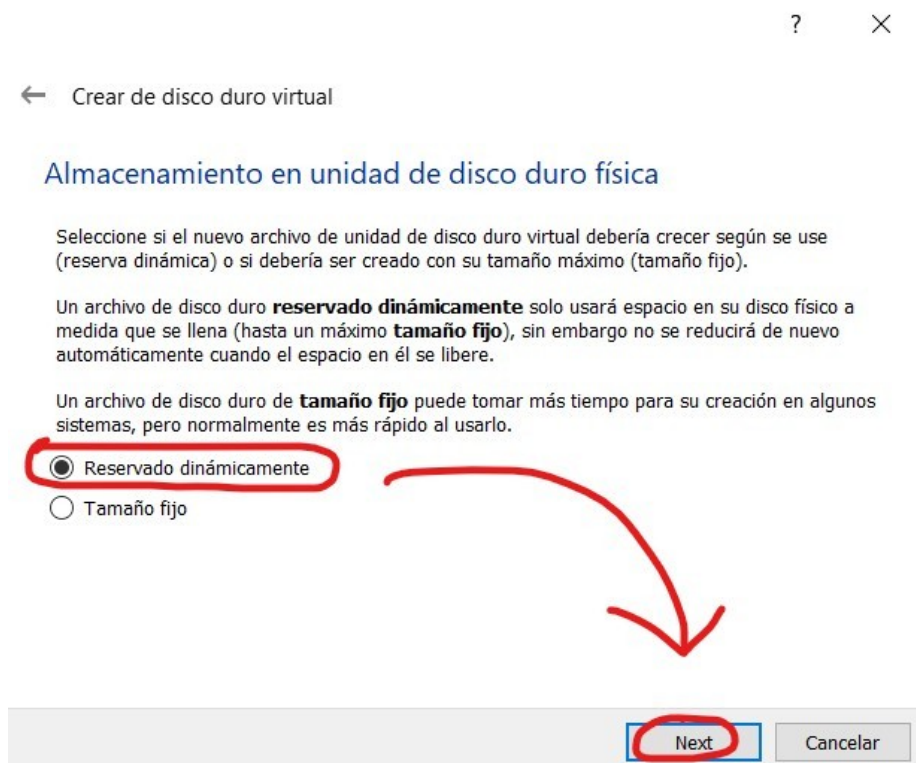 ?
Crear de disco duro virtual
Almacenamiento en unidad de disco duro física
Seleccione si el nuevo archivo de unidad de disco duro virtual debería crecer según se use
(reserva dinámica) o si debería ser creado con su tamaño máximo (tamaño fijo).
Un archivo de disco duro reservado dinámicamente solo usará espacio en su disco físico a
medida que se llena (hasta un máximo tamaño fijo), sin embargo no se reducirá de nuevo
automáticamente cuando el espacio en él se libere.
Un archivo de disco duro de tamaño fijo puede tomar más tiempo para su creación en algunos
sistemas, pero normalmente es más rápido al usarlo.
Reservado dinámicamente
Tamaño fijo
Next Cancelar